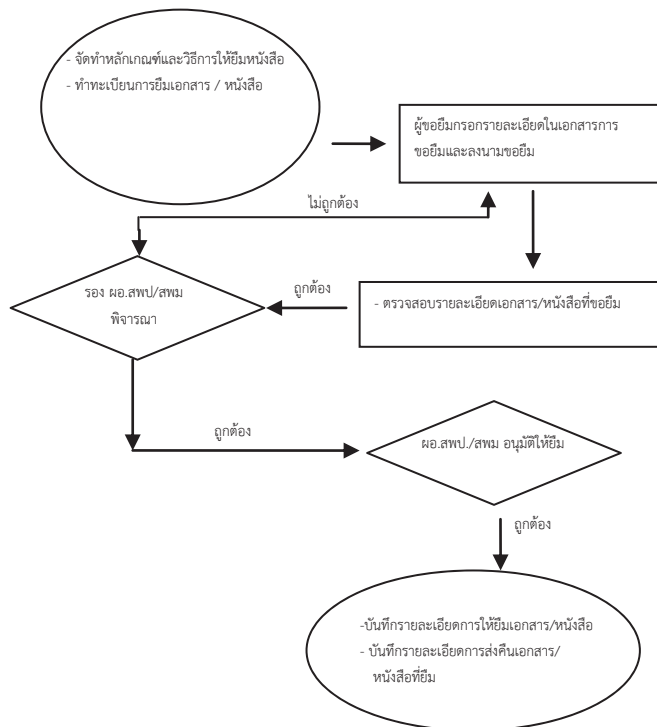 - จัดทำหลักเกณฑ์และวิธีการให้ยืมหนังสือ
- ทำทะเบียนการยืมเอกสาร / หนังสือ
ผู้ขอยืมกรอกรายละเอียดในเอกสารการ
ขอยืมและลงนามขอยืม
ไม่ถูกต้อง
รอง ผอ.สพป/สพม
พิจารณา
ถูกต้อง
- ตรวจสอบรายละเอียดเอกสาร/หนังสือที่ขอยืม
ถูกต้อง
ผอ.สพป./สพม อนุมัติให้ยืม
ถูกต้อง
-บันทึกรายละเอียดการให้ยืมเอกสาร/หนังสือ
- บันทึกรายละเอียดการส่งคืนเอกสาร/
หนังสือที่ยืม